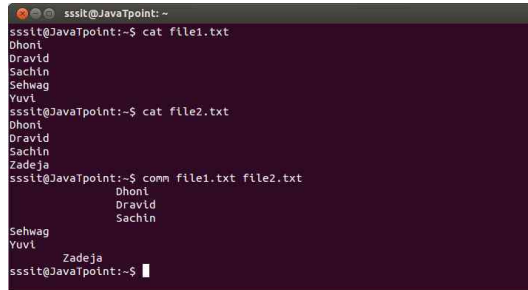 sssit@JavaTpoint: ~
sssit@JavaTpoint:~$ cat file1.txt
Dhoni
Dravid
Sachin
Sehwag
Yuvi
sssit@JavaTpoint:~$ cat file2.txt
Dhoni
Dravid
Sachin
Zadeja
sssit@JavaTpoint:~$ comm file1.txt file2.txt
                Dhoni
                Dravid
                Sachin
Sehwag
Yuvi
        Zadeja
sssit@JavaTpoint:~$